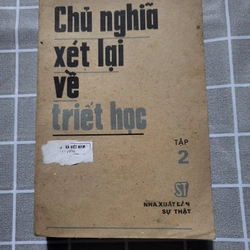 Chủ nghĩa
xét lại
về
triết học
TẬP
2
ST
NHÀ XUẤT BẢN
SỰ THẬT